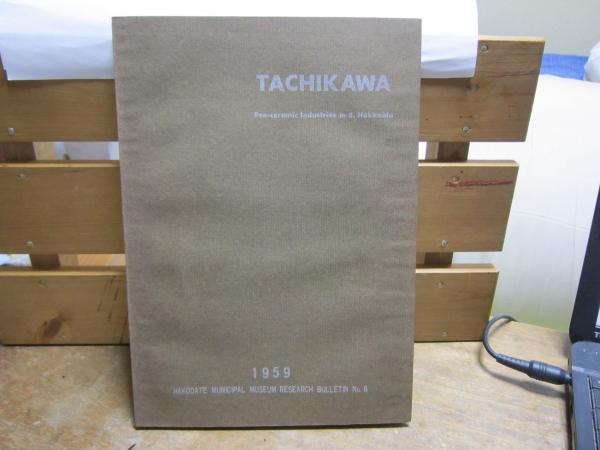 TACHIKAWA
Pre-ceramic Industries in S. Hokkaido
1959
HAKODATE MUNICIPAL MUSEUM RESEARCH BULLETIN No. 6